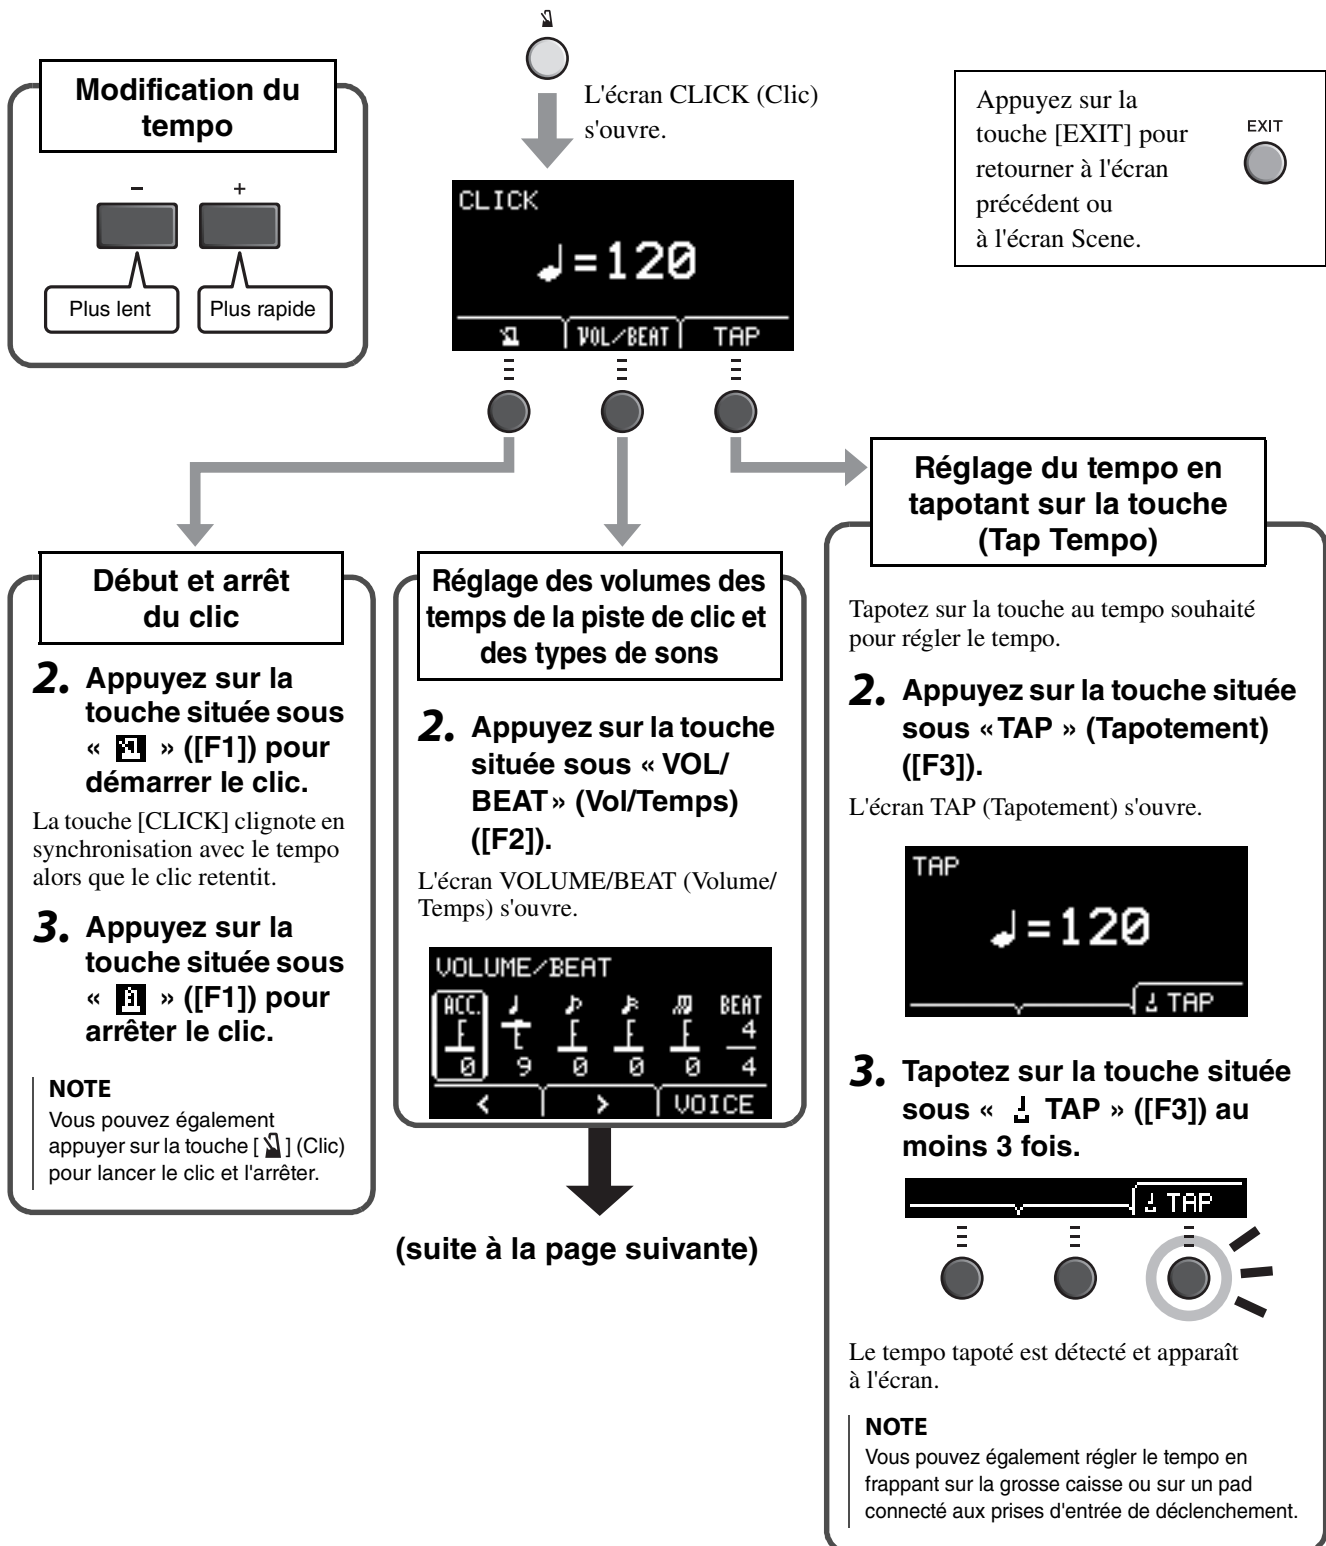 L'écran CLICK (Clic)
s'ouvre.
Modification du
tempo
–
+
Plus lent
Plus rapide
CLICK
♩=120
VOL/BEAT
TAP
Appuyez sur la
touche [EXIT] pour
retourner à l'écran
précédent ou
à l'écran Scene.
EXIT
Début et arrêt
du clic
2. Appuyez sur la
touche située sous
« » ([F1]) pour
démarrer le clic.
La touche [CLICK] clignote en
synchronisation avec le tempo
alors que le clic retentit.
3. Appuyez sur la
touche située sous
« » ([F1]) pour
arrêter le clic.
NOTE
Vous pouvez également
appuyer sur la touche [ ] (Clic)
pour lancer le clic et l'arrêter.
Réglage des volumes des
temps de la piste de clic et
des types de sons
2. Appuyez sur la touche
située sous « VOL/
BEAT » (Vol/Temps)
([F2]).
L'écran VOLUME/BEAT (Volume/
Temps) s'ouvre.
VOLUME/BEAT
ACC. BEAT
4
0 9 0 0 0 4
< > VOICE
(suite à la page suivante)
Réglage du tempo en
tapotant sur la touche
(Tap Tempo)
Tapotez sur la touche au tempo souhaité
pour régler le tempo.
2. Appuyez sur la touche située
sous « TAP » (Tapotement)
([F3]).
L'écran TAP (Tapotement) s'ouvre.
TAP
♩=120
TAP
3. Tapotez sur la touche située
sous « TAP » ([F3]) au
moins 3 fois.
TAP
Le tempo tapoté est détecté et apparaît
à l'écran.
NOTE
Vous pouvez également régler le tempo en
frappant sur la grosse caisse ou sur un pad
connecté aux prises d'entrée de déclenchement.